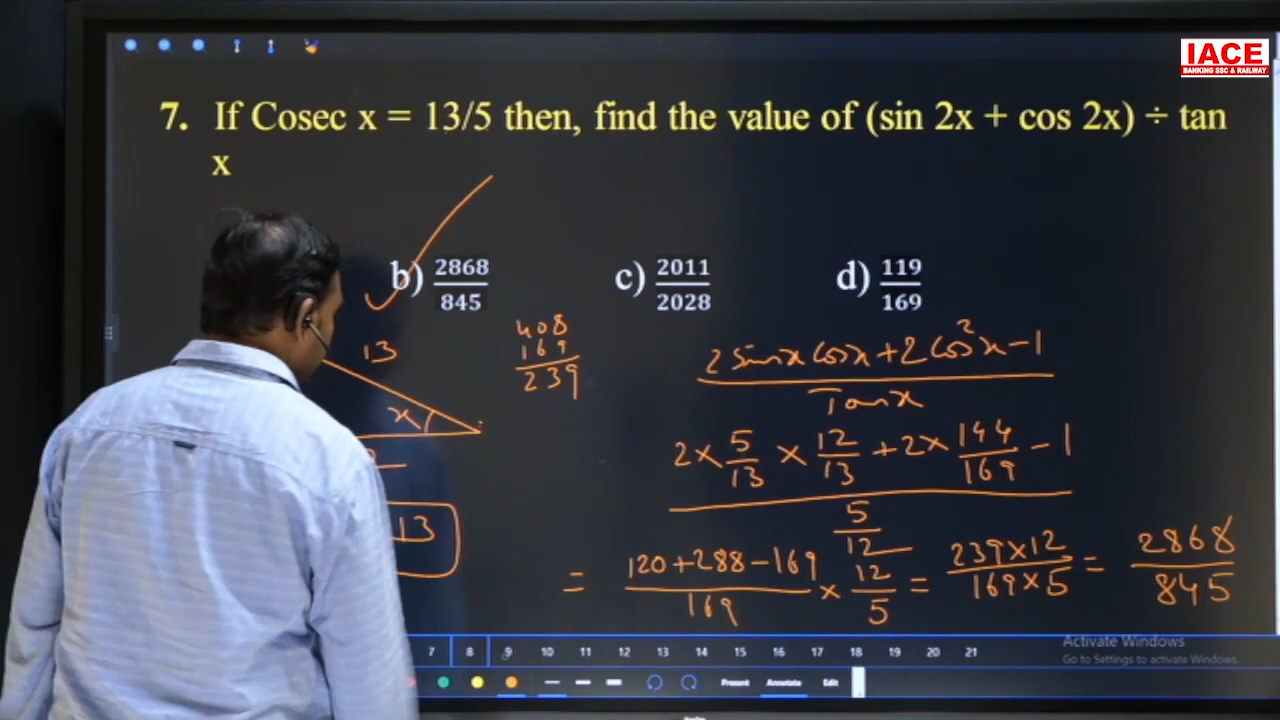 IACE
BANKING SSC & RAILWAY
7. If Cosec x = 13/5 then, find the value of (sin 2x + cos 2x) ÷ tan
x
b) 2868/845 c) 2011/2028 d) 119/169
408
169
239
13
x
13
2 sinx cosx + 2 cos²x - 1
Tanx
2 × 5/13 × 12/13 + 2 × 144/169 - 1
5/12
= 120+288-169/169 × 12/5 = 239×12/169×5 = 2868/845
Activate Windows
Go to Settings to activate Windows.
7 8 9 10 11 12 13 14 15 16 17 18 19 20 21
Present Annotate Edit